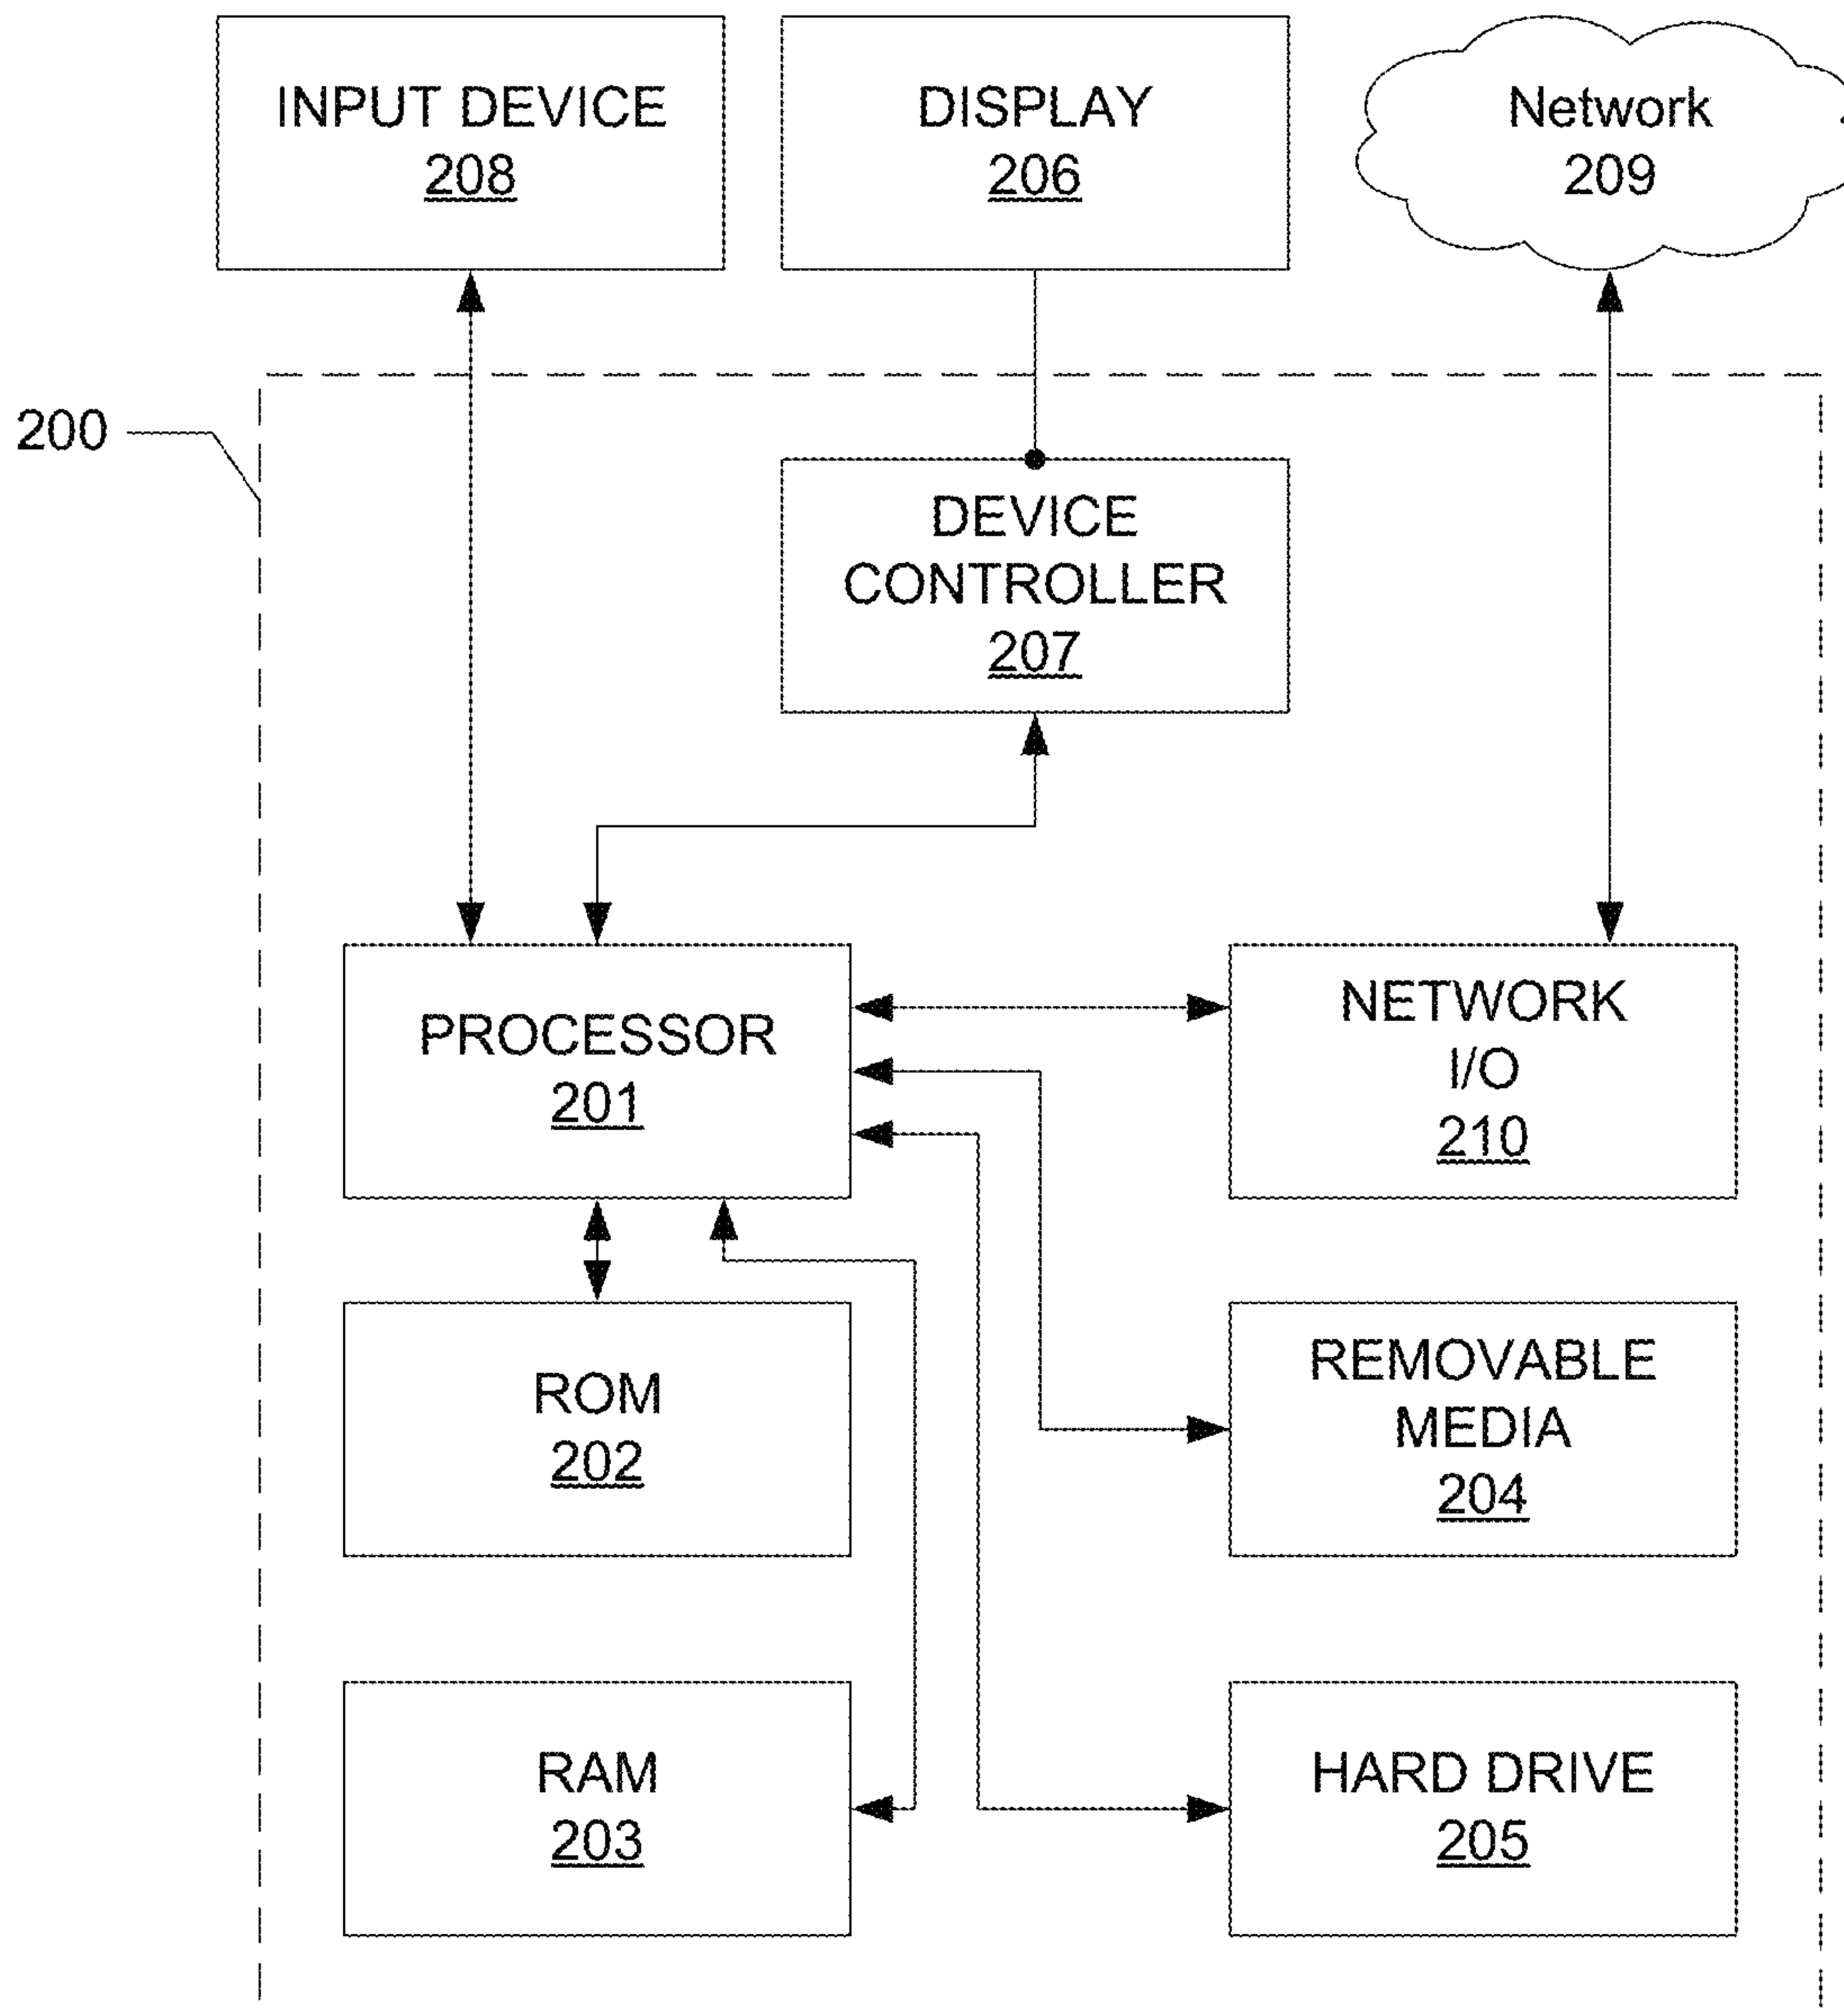 INPUT DEVICE
208
DISPLAY
206
Network
209
200
DEVICE
CONTROLLER
207
PROCESSOR
201
NETWORK
I/O
210
ROM
202
REMOVABLE
MEDIA
204
RAM
203
HARD DRIVE
205